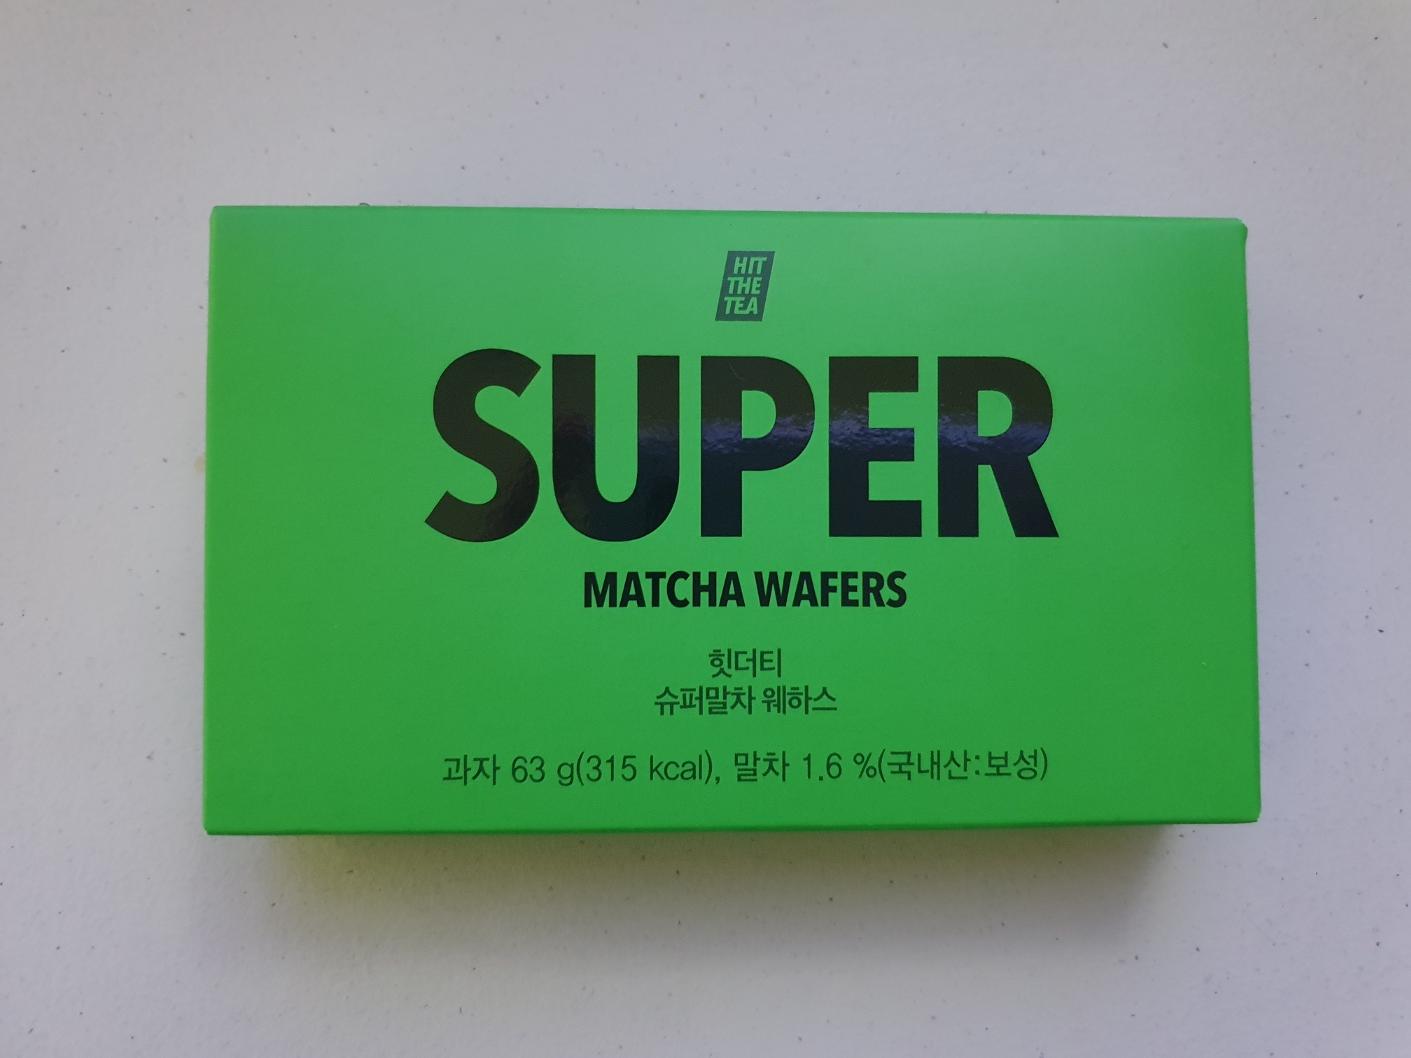 HIT
THE
TEA
SUPER
MATCHA WAFERS
힛더티
슈퍼말차 웨하스
과자 63 g(315 kcal), 말차 1.6 %(국내산:보성)